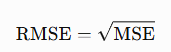 RMSE = √MSE